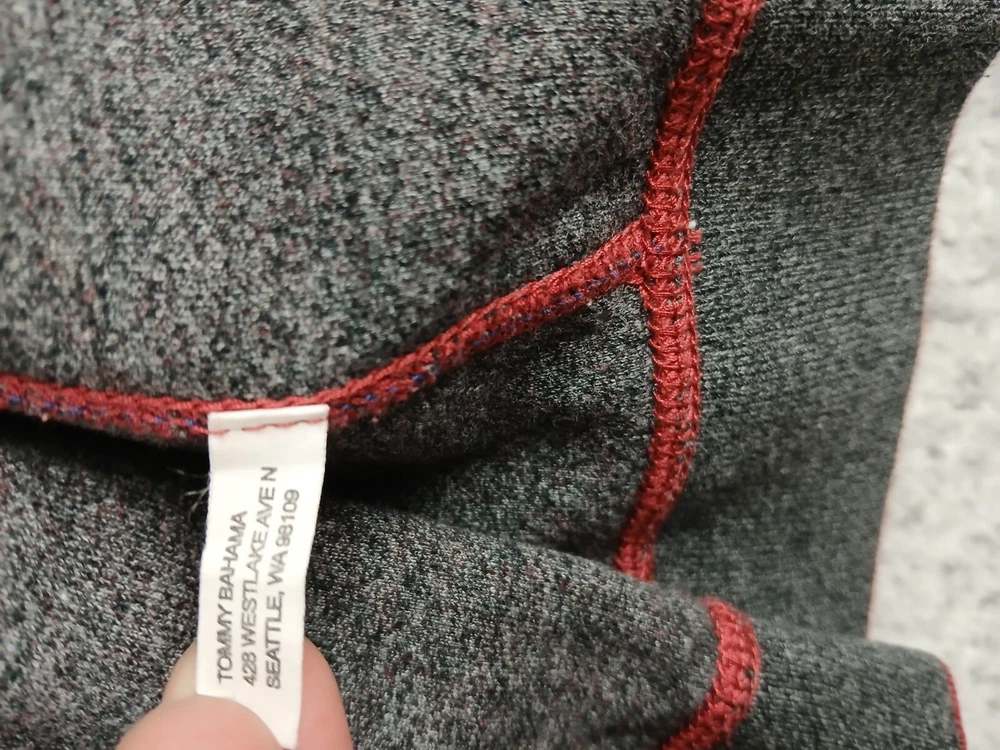 TOMMY BAHAMA
428 WESTLAKE AVE N
SEATTLE, WA 98109